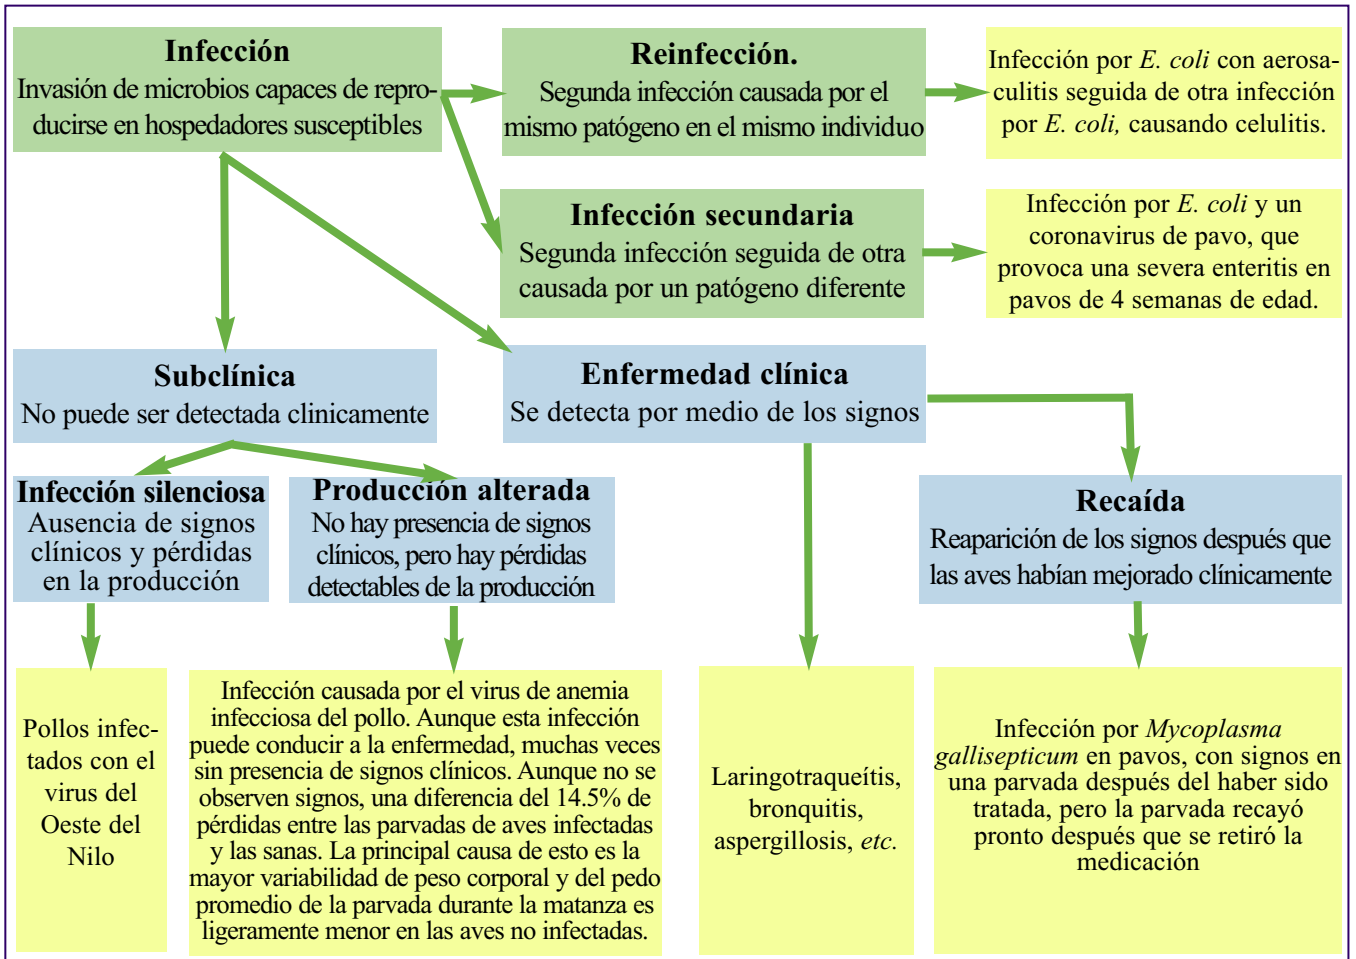 Infección
Invasión de microbios capaces de repro-
ducirse en hospedadores susceptibles
Reinfección.
Segunda infección causada por el
mismo patógeno en el mismo individuo
Infección por E. coli con aerosa-
culitis seguida de otra infección
por E. coli, causando celulitis.
Infección secundaria
Segunda infección seguida de otra
causada por un patógeno diferente
Infección por E. coli y un
coronavirus de pavo, que
provoca una severa enteritis en
pavos de 4 semanas de edad.
Subclínica
No puede ser detectada clinicamente
Enfermedad clínica
Se detecta por medio de los signos
Infección silenciosa
Ausencia de signos
clínicos y pérdidas
en la producción
Producción alterada
No hay presencia de signos
clínicos, pero hay pérdidas
detectables de la producción
Recaída
Reaparición de los signos después que
las aves habían mejorado clínicamente
Pollos infec-
tados con el
virus del
Oeste del
Nilo
Infección causada por el virus de anemia
infecciosa del pollo. Aunque esta infección
puede conducir a la enfermedad, muchas veces
sin presencia de signos clínicos. Aunque no se
observen signos, una diferencia del 14.5% de
pérdidas entre las parvadas de aves infectadas
y las sanas. La principal causa de esto es la
mayor variabilidad de peso corporal y del pedo
promedio de la parvada durante la matanza es
ligeramente menor en las aves no infectadas.
Laringotraqueítis,
bronquitis,
aspergillosis, etc.
Infección por Mycoplasma
gallisepticum en pavos, con signos en
una parvada después del haber sido
tratada, pero la parvada recayó
pronto después que se retiró la
medicación